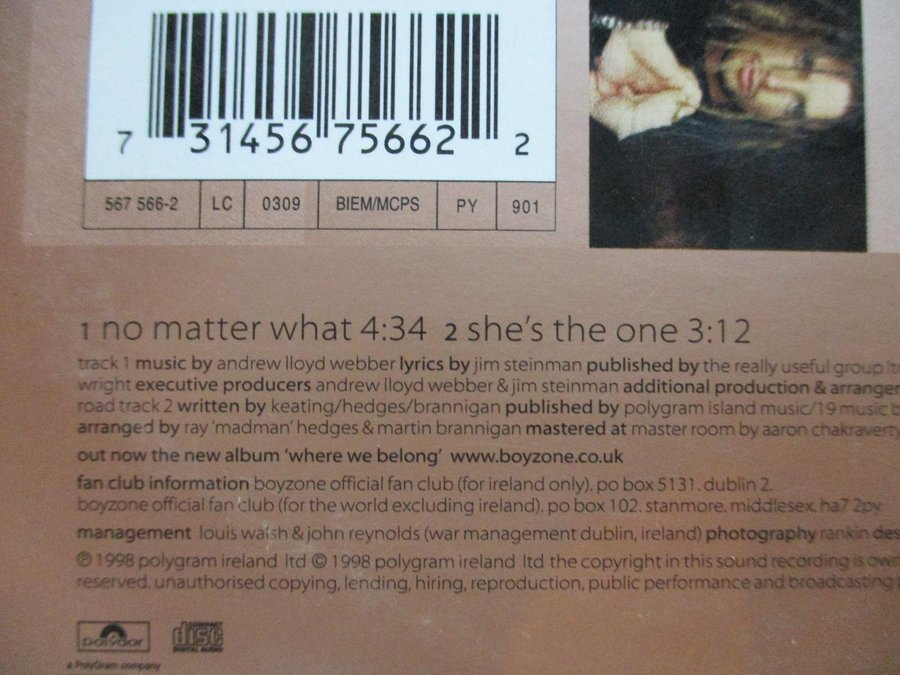 7 31456 75662 2
567 566-2 LC 0309 BIEM/MCPS PY 901
1 no matter what 4:34 2 she's the one 3:12
track 1 music by andrew lloyd webber lyrics by jim steinman published by the really useful group
wright executive producers andrew lloyd webber & jim steinman additional production & arranger
road track 2 written by keating/hedges/brannigan published by polygram island music/19 music b
arranged by ray 'madman' hedges & martin brannigan mastered at master room by aaron chakraverty
out now the new album 'where we belong' www.boyzone.co.uk
fan club information boyzone official fan club (for ireland only). po box 5131. dublin 2.
boyzone official fan club (for the world excluding ireland). po box 102. stanmore. middlesex. ha7 2py
management louis walsh & john reynolds (war management dublin, ireland) photography rankin des
℗ 1998 polygram ireland ltd © 1998 polygram ireland ltd the copyright in this sound recording is own
reserved. unauthorised copying, lending, hiring, reproduction, public performance and broadcasting
polydor COMPACT disc DIGITAL AUDIO
a PolyGram company